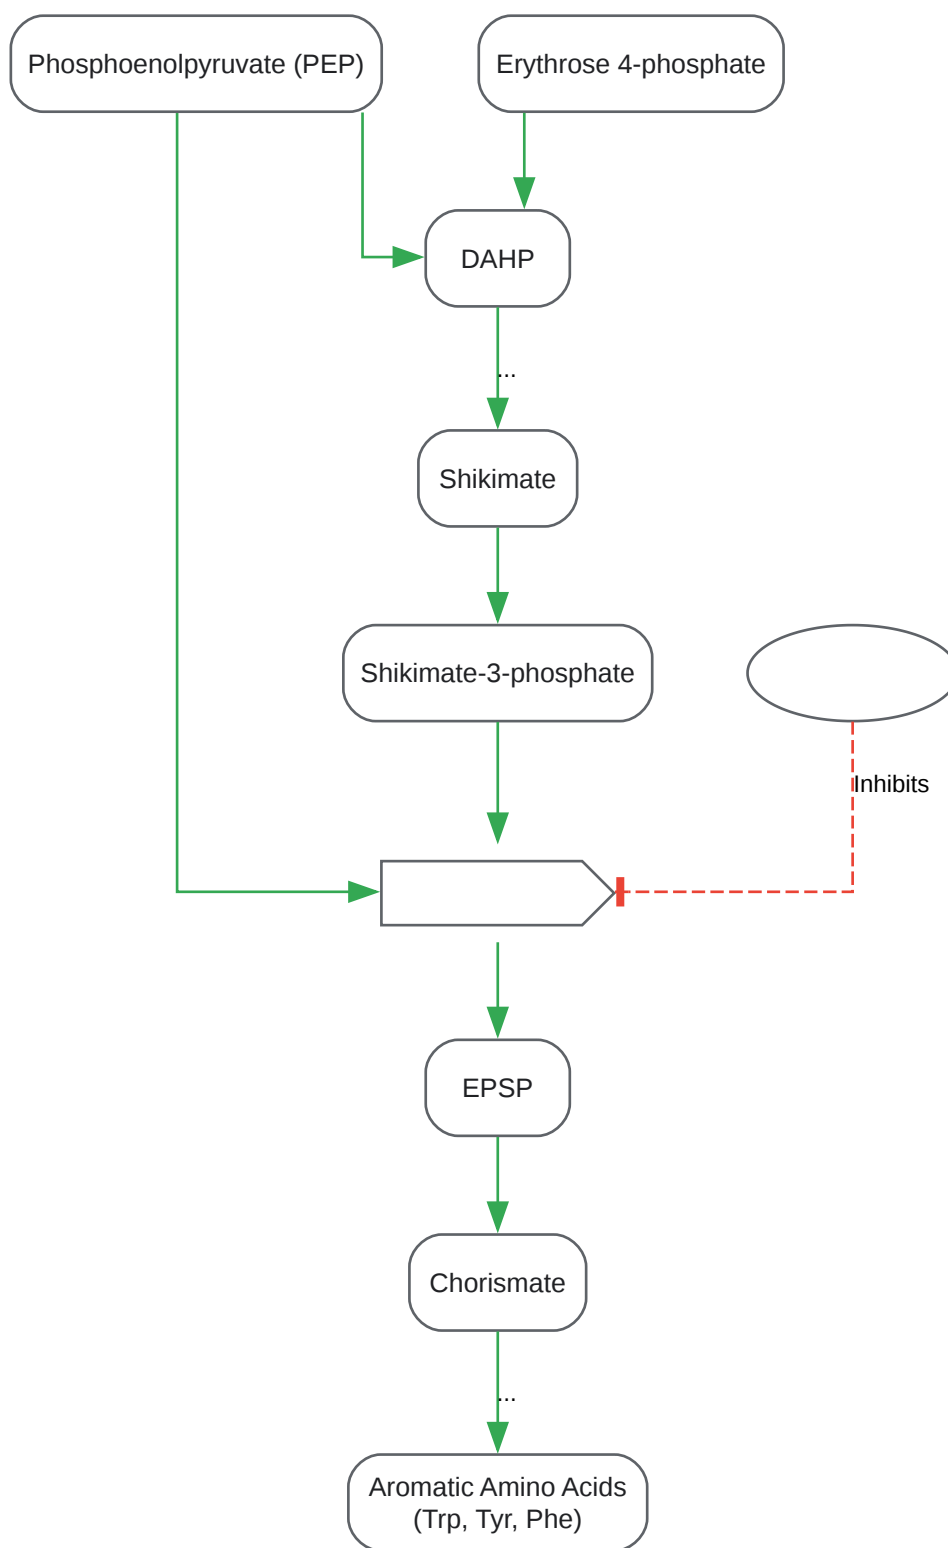 Phosphoenolpyruvate (PEP)
Erythrose 4-phosphate
DAHP
...
Shikimate
Shikimate-3-phosphate
Inhibits
EPSP
Chorismate
...
Aromatic Amino Acids
(Trp, Tyr, Phe)